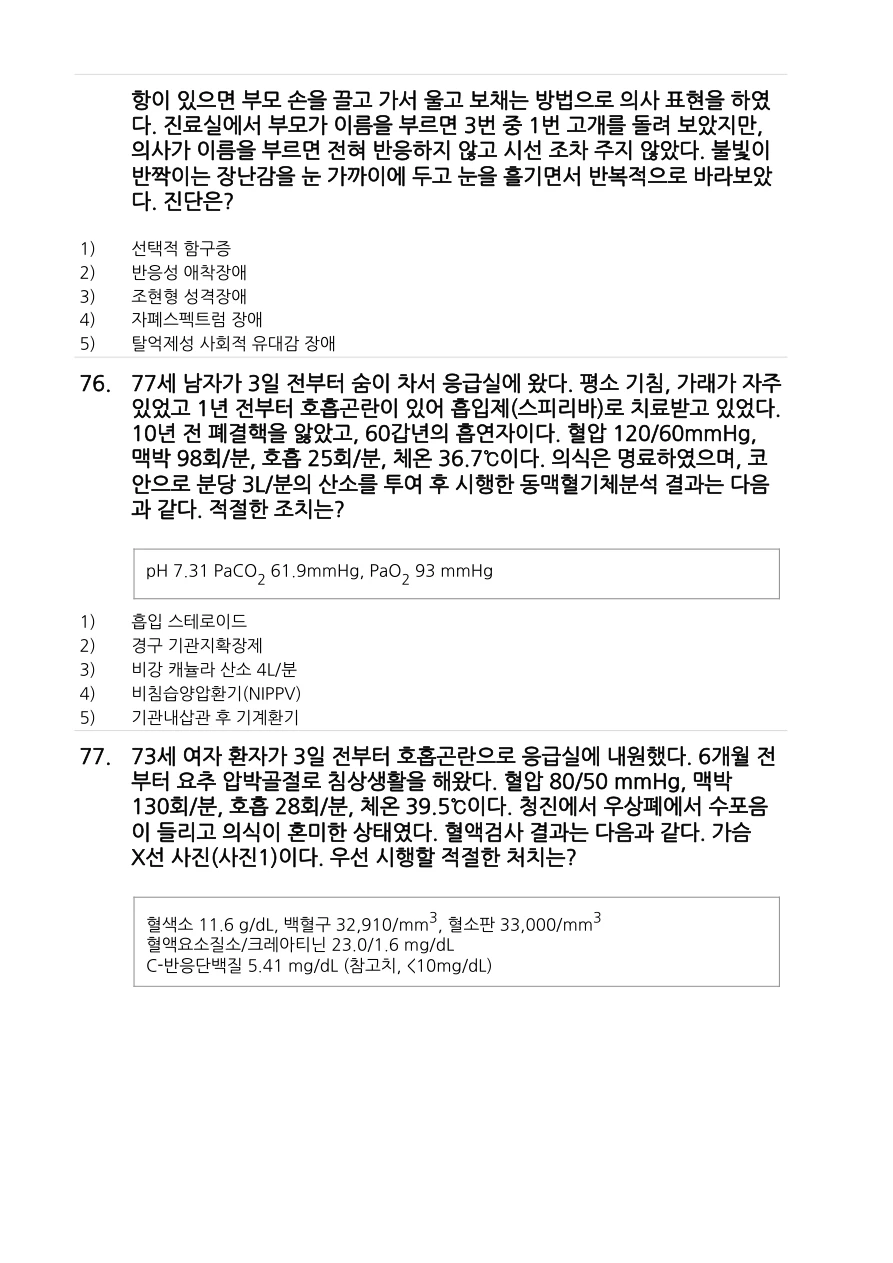 항이 있으면 부모 손을 끌고 가서 울고 보채는 방법으로 의사 표현을 하였
다. 진료실에서 부모가 이름을 부르면 3번 중 1번 고개를 돌려 보았지만,
의사가 이름을 부르면 전혀 반응하지 않고 시선 조차 주지 않았다. 불빛이
반짝이는 장난감을 눈 가까이에 두고 눈을 흘기면서 반복적으로 바라보았
다. 진단은?
1) 선택적 함구증
2) 반응성 애착장애
3) 조현형 성격장애
4) 자폐스펙트럼 장애
5) 탈억제성 사회적 유대감 장애
76. 77세 남자가 3일 전부터 숨이 차서 응급실에 왔다. 평소 기침, 가래가 자주
있었고 1년 전부터 호흡곤란이 있어 흡입제(스피리바)로 치료받고 있었다.
10년 전 폐결핵을 앓았고, 60갑년의 흡연자이다. 혈압 120/60mmHg,
맥박 98회/분, 호흡 25회/분, 체온 36.7℃이다. 의식은 명료하였으며, 코
안으로 분당 3L/분의 산소를 투여 후 시행한 동맥혈기체분석 결과는 다음
과 같다. 적절한 조치는?
pH 7.31 PaCO2 61.9mmHg, PaO2 93 mmHg
1) 흡입 스테로이드
2) 경구 기관지확장제
3) 비강 캐뉼라 산소 4L/분
4) 비침습양압환기(NIPPV)
5) 기관내삽관 후 기계환기
77. 73세 여자 환자가 3일 전부터 호흡곤란으로 응급실에 내원했다. 6개월 전
부터 요추 압박골절로 침상생활을 해왔다. 혈압 80/50 mmHg, 맥박
130회/분, 호흡 28회/분, 체온 39.5℃이다. 청진에서 우상폐에서 수포음
이 들리고 의식이 혼미한 상태였다. 혈액검사 결과는 다음과 같다. 가슴
X선 사진(사진1)이다. 우선 시행할 적절한 처치는?
혈색소 11.6 g/dL, 백혈구 32,910/mm3, 혈소판 33,000/mm3
혈액요소질소/크레아티닌 23.0/1.6 mg/dL
C-반응단백질 5.41 mg/dL (참고치, <10mg/dL)